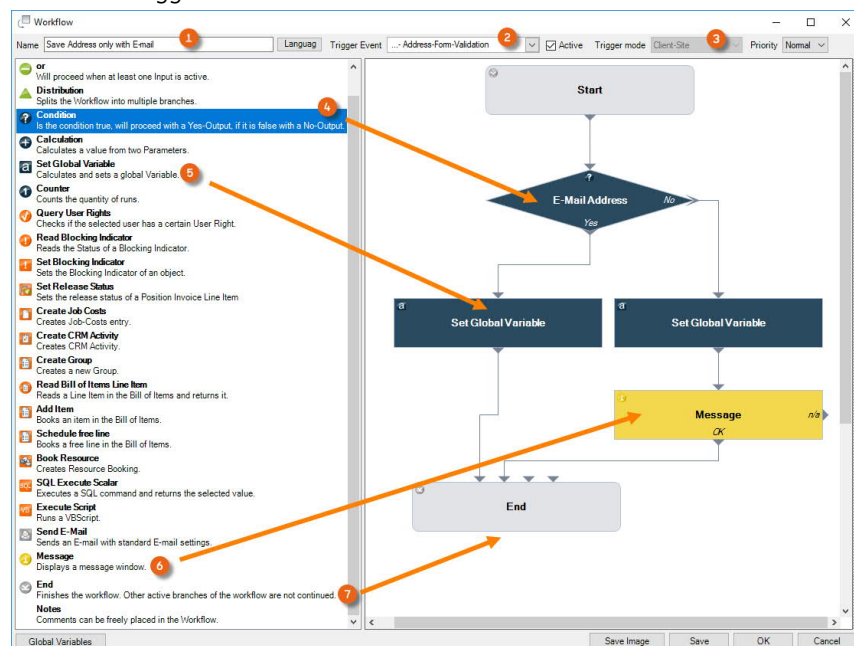 Workflow
Name Save Address only with E-mail 1 Languag Trigger Event ...- Address-Form-Validation 2 Active Trigger mode Client-Site 3 Priority Normal
or
Will proceed when at least one Input is active.
Distribution
Splits the Workflow into multiple branches.
4
Condition
Is the condition true, will proceed with a Yes-Output, if it is false with a No-Output.
Calculation
Calculates a value from two Parameters.
Set Global Variable
Calculates and sets a global Variable. 5
Counter
Counts the quantity of runs.
Query User Rights
Checks if the selected user has a certain User Right.
Read Blocking Indicator
Reads the Status of a Blocking Indicator.
Set Blocking Indicator
Sets the Blocking Indicator of an object.
Set Release Status
Sets the release status of a Position Invoice Line Item
Create Job Costs
Creates Job-Costs entry.
Create CRM Activity
Creates CRM Activity.
Create Group
Creates a new Group.
Read Bill of Items Line Item
Reads a Line Item in the Bill of Items and returns it.
Add Item
Books an item in the Bill of Items.
Schedule free line
Books a free line in the Bill of Items.
Book Resource
Creates Resource Booking.
SQL Execute Scalar
Executes a SQL command and returns the selected value.
Execute Script
Runs a VBScript.
Send E-Mail
Sends an E-mail with standard E-mail settings.
Message
Displays a message window. 6
End
Finishes the workflow. Other active branches of the workflow are not continued. 7
Notes
Comments can be freely placed in the Workflow.
Start
?
E-Mail Address No
Yes
a
Set Global Variable
a
Set Global Variable
Message n/a
OK
End
Global Variables Save Image Save OK Cancel